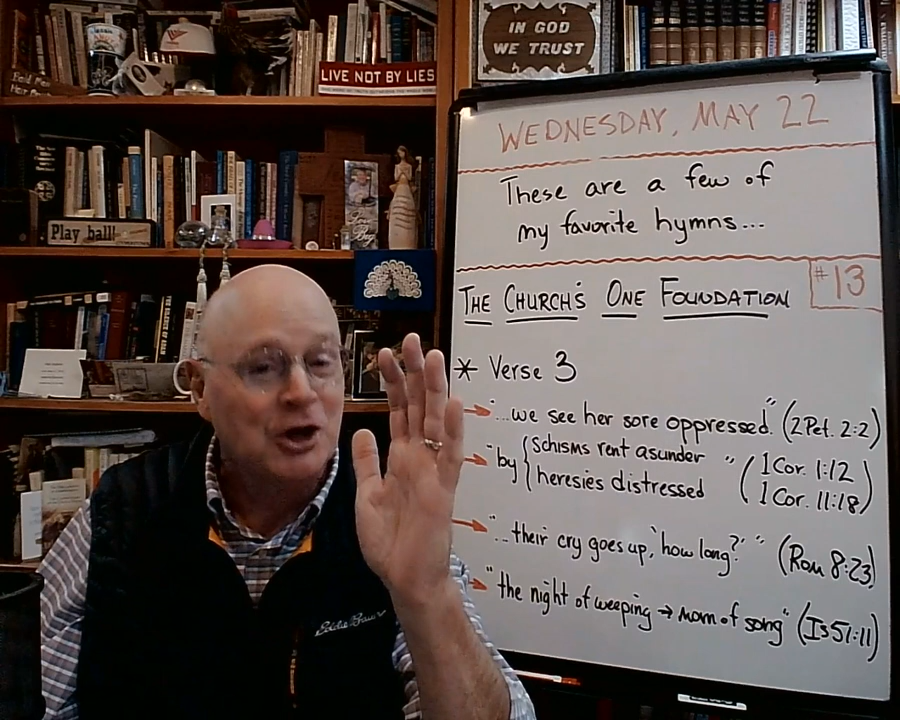 IN GOD
WE TRUST
LIVE NOT BY LIES
Play ball!
WEDNESDAY, MAY 22
These are a few of
my favorite hymns...
#13
THE CHURCH'S ONE FOUNDATION
* Verse 3
→ "...we see her sore oppressed." (2 Pet. 2:2)
→ "by { schisms rent asunder " (1 Cor. 1:12
heresies distressed 1 Cor. 11:18)
→ "...their cry goes up, 'how long?' " (Rom 8:23)
→ "the night of weeping → morn of song" (Is 51:11)
Eddie Bauer